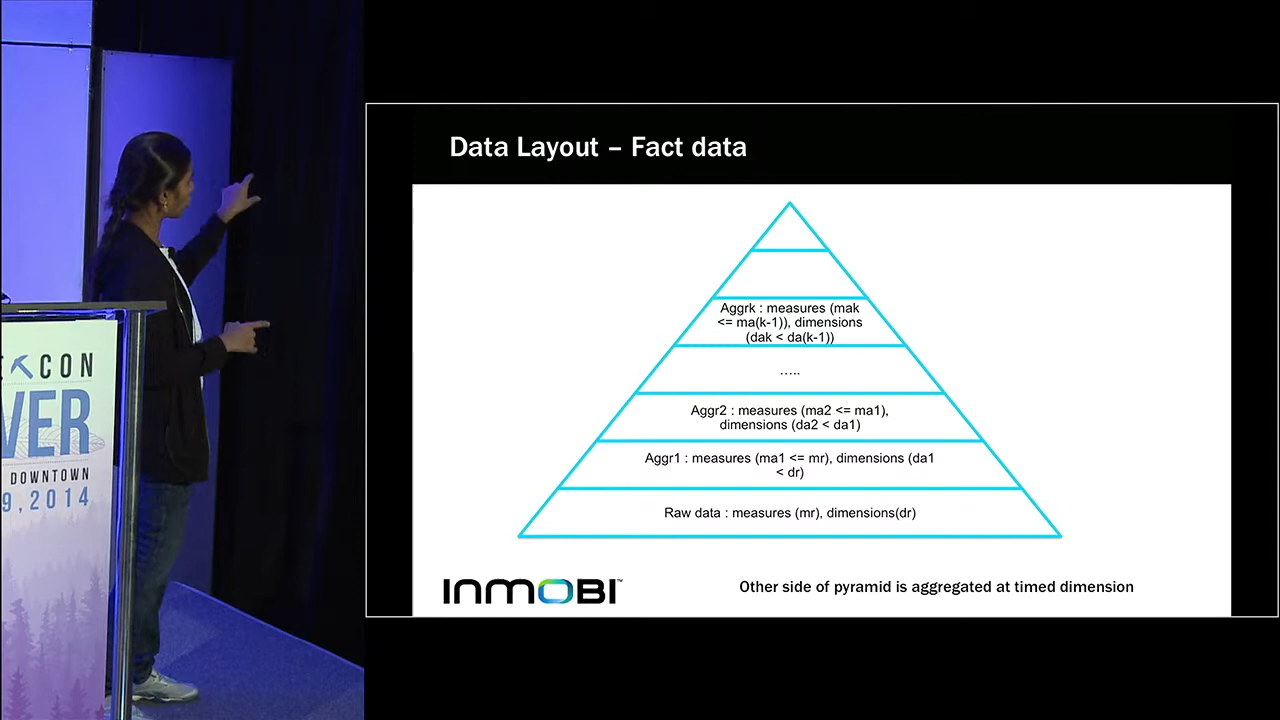 Data Layout – Fact data
Aggrk : measures (mak
<= ma(k-1)), dimensions
(dak < da(k-1))
.....
Aggr2 : measures (ma2 <= ma1),
dimensions (da2 < da1)
Aggr1 : measures (ma1 <= mr), dimensions (da1
< dr)
Raw data : measures (mr), dimensions(dr)
INMOBI™
Other side of pyramid is aggregated at timed dimension
CON
VER
DOWNTOWN
9, 2014